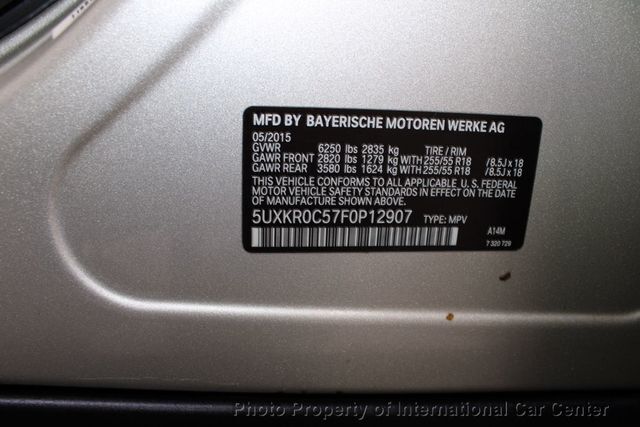 MFD BY BAYERISCHE MOTOREN WERKE AG
05/2015
GVWR 6250 lbs 2835 kg TIRE / RIM
GAWR FRONT 2820 lbs 1279 kg WITH 255/55 R18 /8.5J x 18
GAWR REAR 3580 lbs 1624 kg WITH 255/55 R18 /8.5J x 18
THIS VEHICLE CONFORMS TO ALL APPLICABLE U.S. FEDERAL
MOTOR VEHICLE SAFETY STANDARDS IN EFFECT ON THE DATE
OF MANUFACTURE SHOWN ABOVE.
5UXKR0C57F0P12907 TYPE: MPV
A14M
7 320 729
Photo Property of International Car Center